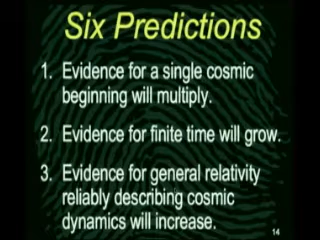 Six Predictions
1. Evidence for a single cosmic
beginning will multiply.
2. Evidence for finite time will grow.
3. Evidence for general relativity
reliably describing cosmic
dynamics will increase.
14